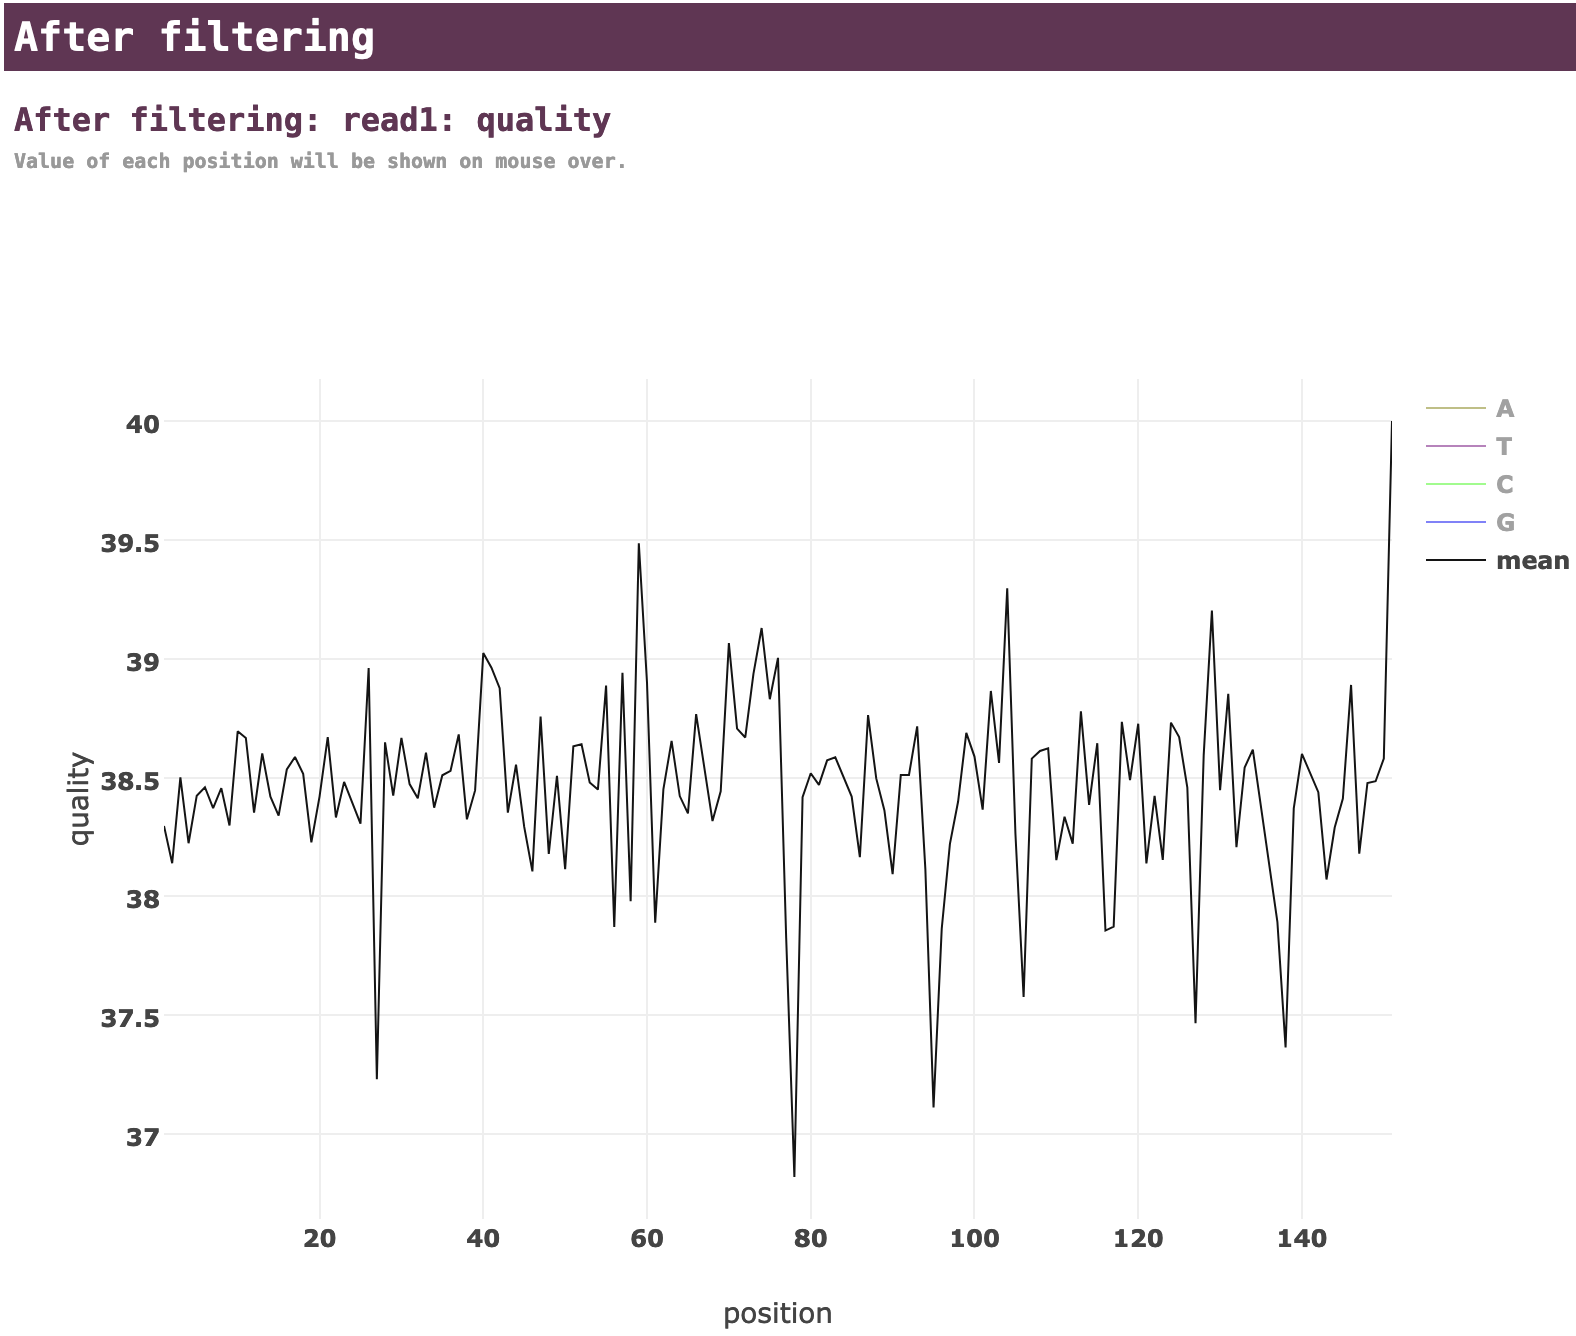 After filtering
After filtering: read1: quality
Value of each position will be shown on mouse over.
40
39.5
39
38.5
38
37.5
37
quality
20 40 60 80 100 120 140
position
A
T
C
G
mean